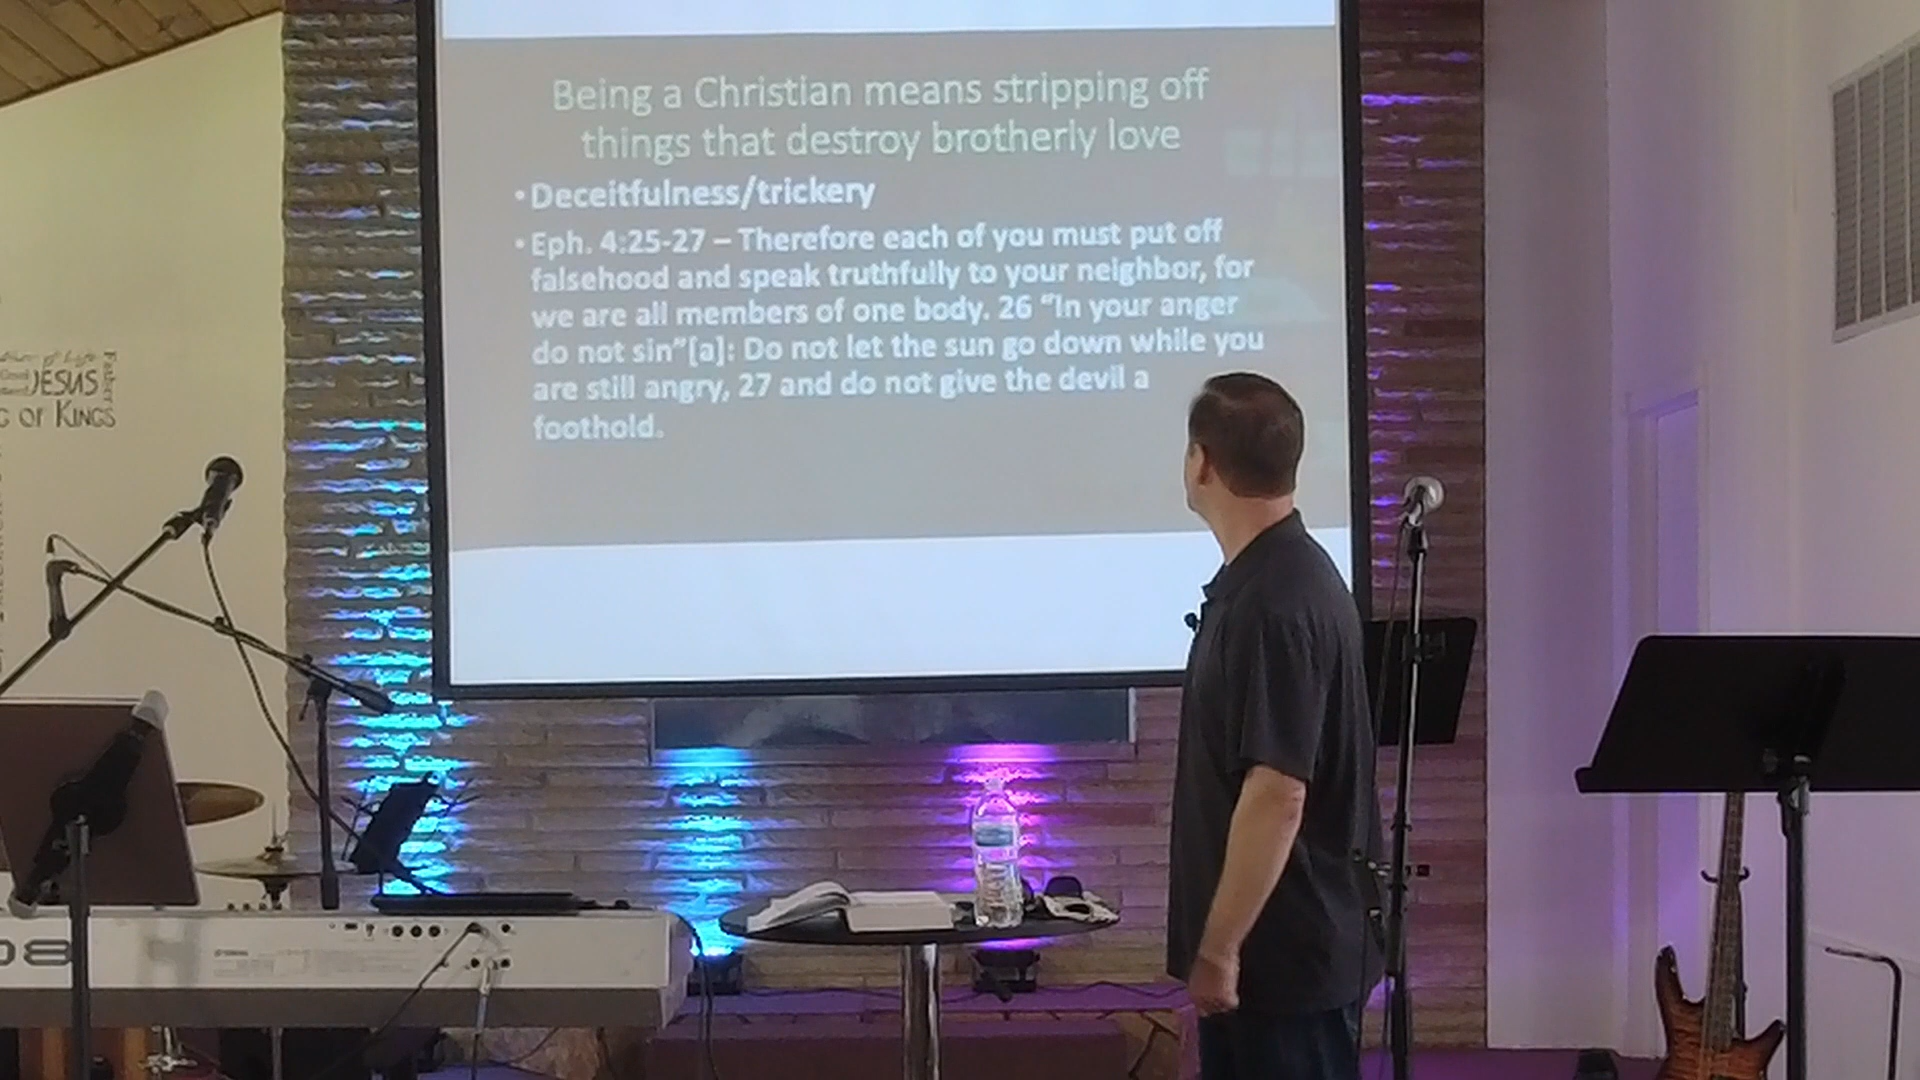 Being a Christian means stripping off
things that destroy brotherly love
• Deceitfulness/trickery
• Eph. 4:25-27 – Therefore each of you must put off
falsehood and speak truthfully to your neighbor, for
we are all members of one body. 26 “In your anger
do not sin”[a]: Do not let the sun go down while you
are still angry, 27 and do not give the devil a
foothold.
JESUS
Father
OF KINGS
08